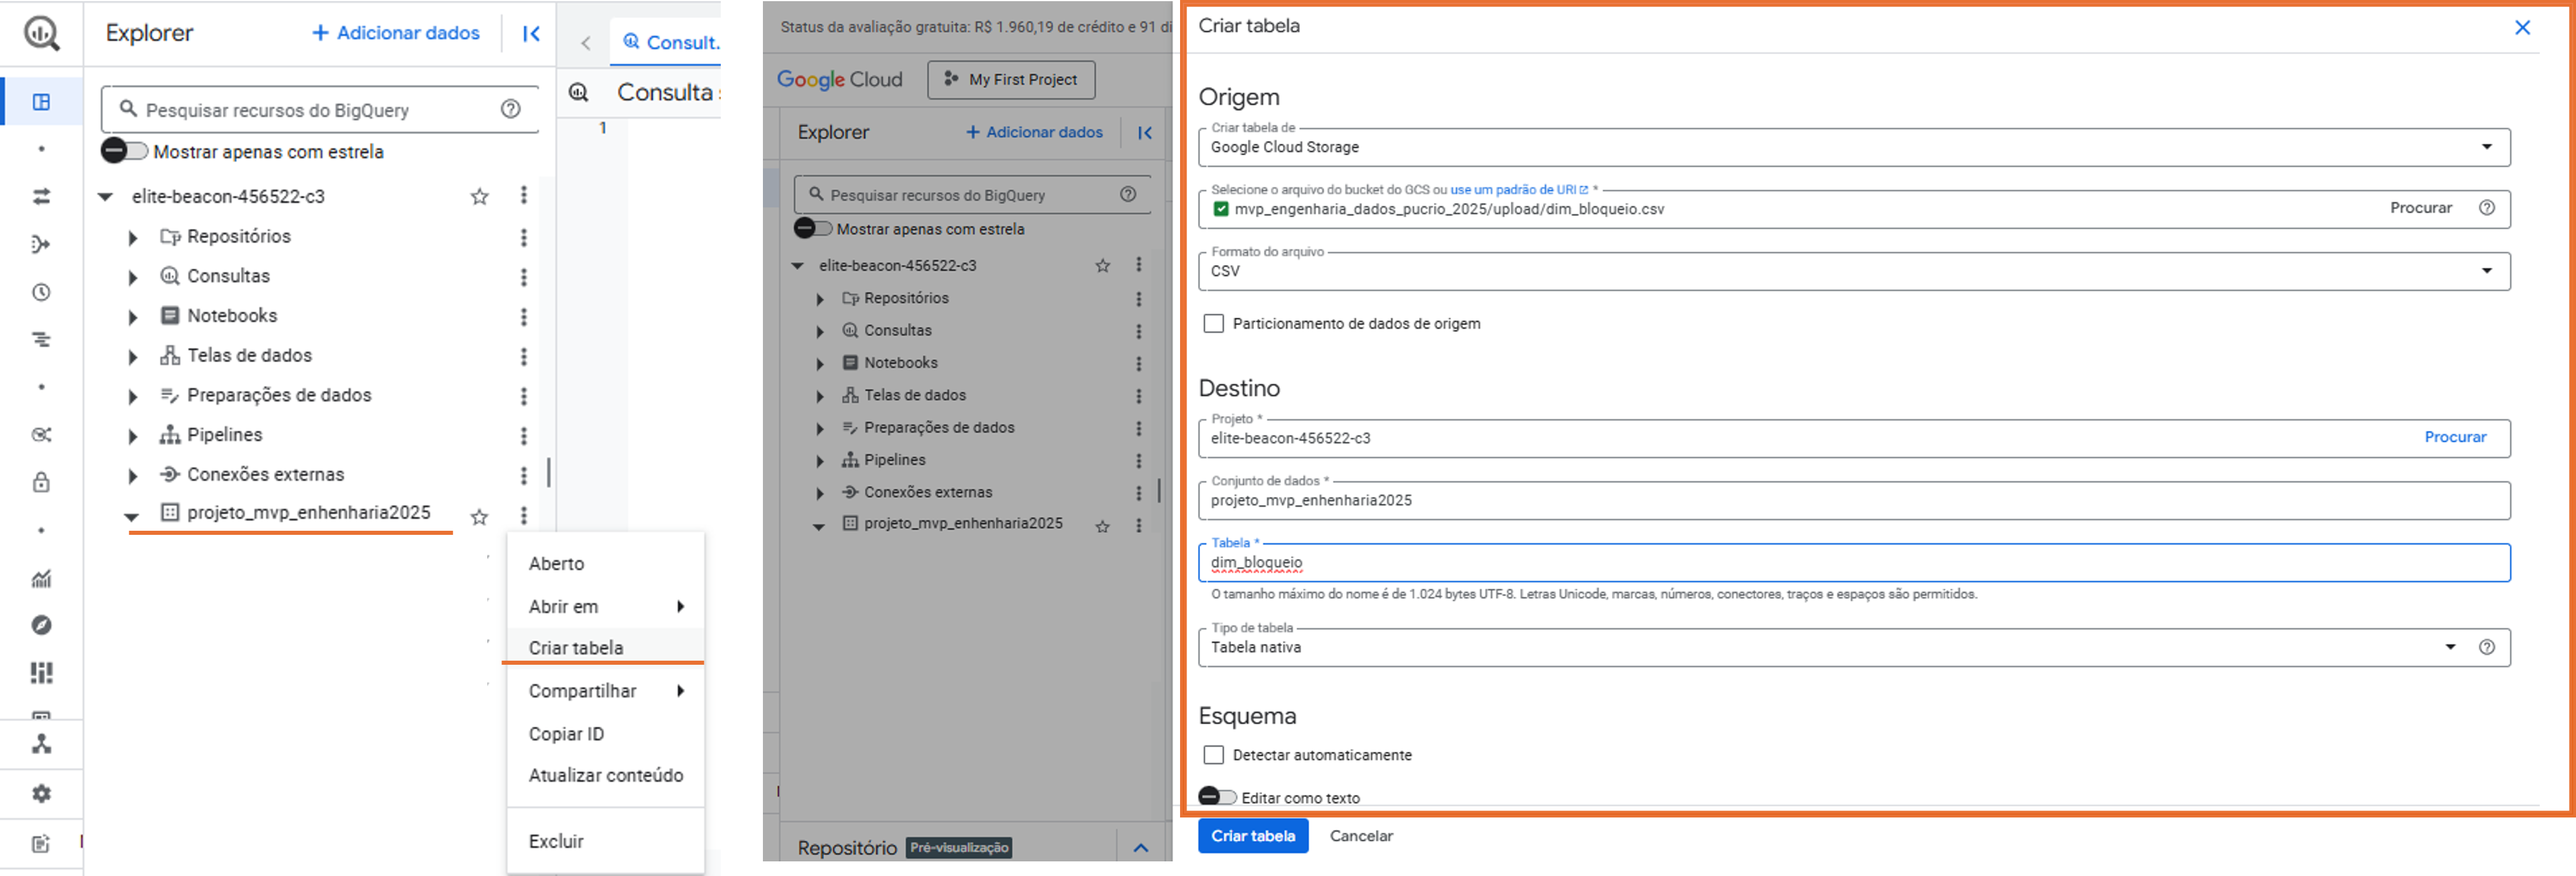 Explorer
+ Adicionar dados
Pesquisar recursos do BigQuery
Mostrar apenas com estrela
elite-beacon-456522-c3
Repositórios
Consultas
Notebooks
Telas de dados
Preparações de dados
Pipelines
Conexões externas
projeto_mvp_enhenharia2025
Aberto
Abrir em
Criar tabela
Compartilhar
Copiar ID
Atualizar conteúdo
Excluir
Consult.
Consulta
1
Status da avaliação gratuita: R$ 1.960,19 de crédito e 91 di
Google Cloud
My First Project
Explorer
+ Adicionar dados
Pesquisar recursos do BigQuery
Mostrar apenas com estrela
elite-beacon-456522-c3
Repositórios
Consultas
Notebooks
Telas de dados
Preparações de dados
Pipelines
Conexões externas
projeto_mvp_enhenharia2025
Repositório Pré-visualização
Criar tabela
Origem
Criar tabela de
Google Cloud Storage
Selecione o arquivo do bucket do GCS ou use um padrão de URI *
mvp_engenharia_dados_pucrio_2025/upload/dim_bloqueio.csv Procurar
Formato do arquivo
CSV
Particionamento de dados de origem
Destino
Projeto *
elite-beacon-456522-c3 Procurar
Conjunto de dados *
projeto_mvp_enhenharia2025
Tabela *
dim_bloqueio
O tamanho máximo do nome é de 1.024 bytes UTF-8. Letras Unicode, marcas, números, conectores, traços e espaços são permitidos.
Tipo de tabela
Tabela nativa
Esquema
Detectar automaticamente
Editar como texto
Criar tabela Cancelar